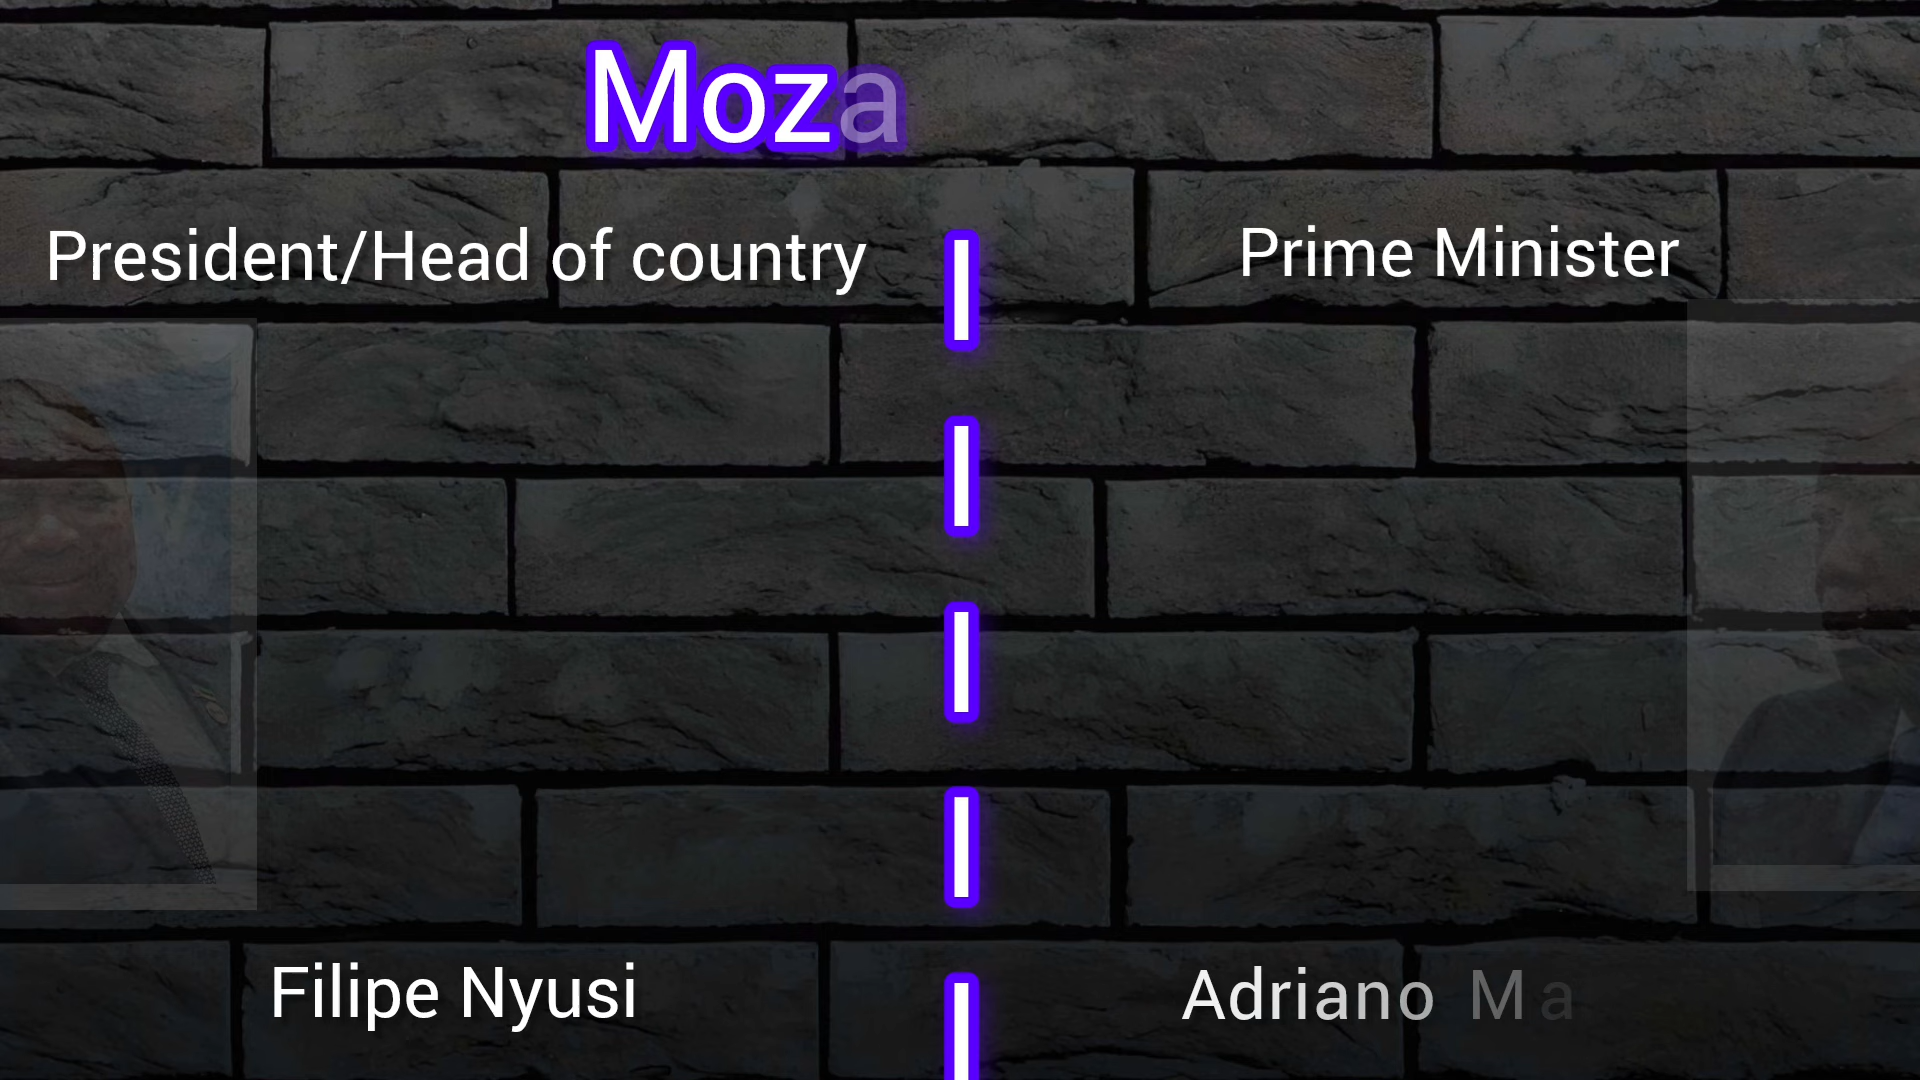 Moza
President/Head of country
Prime Minister
Filipe Nyusi
Adriano Ma